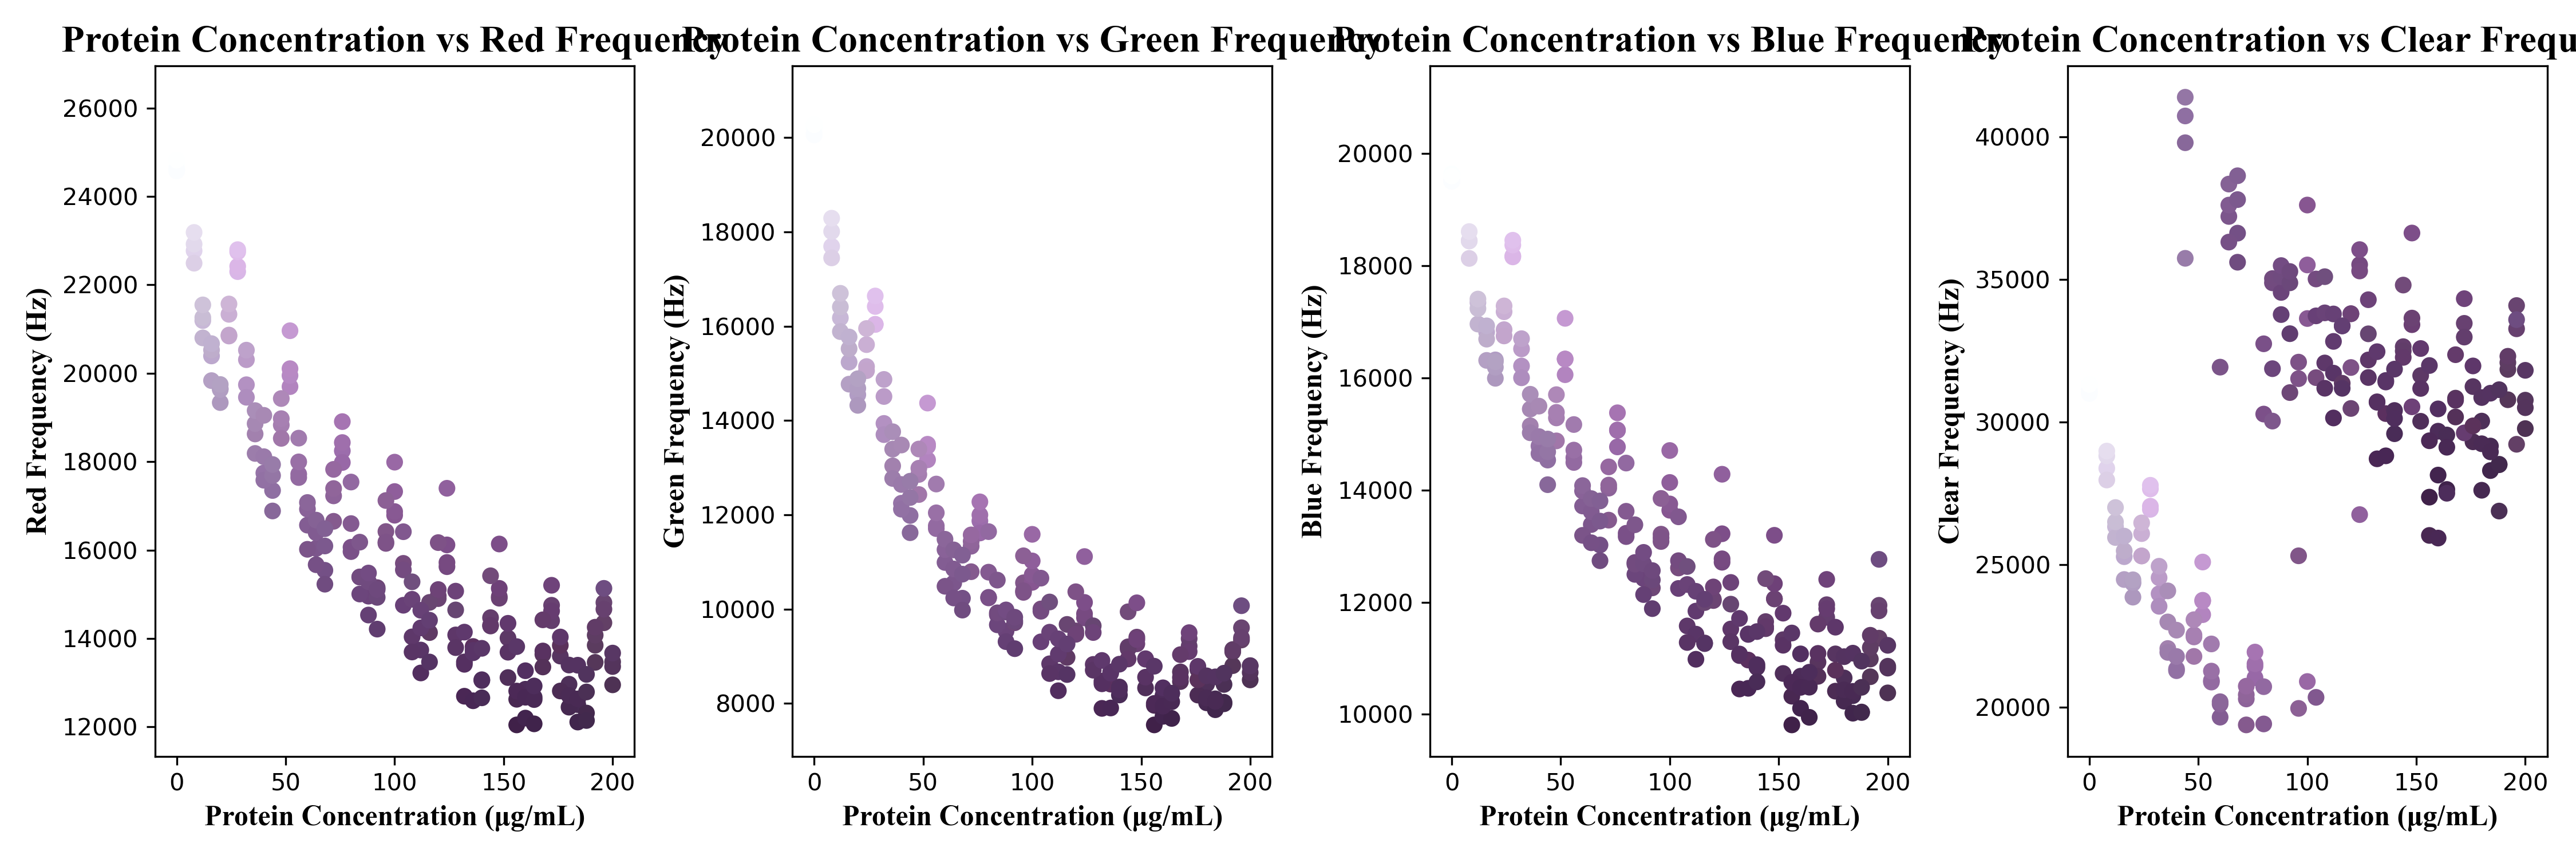 Protein Concentration vs Red Frequency
26000
24000
22000
20000
18000
16000
14000
12000
Red Frequency (Hz)
0 50 100 150 200
Protein Concentration (μg/mL)
Protein Concentration vs Green Frequency
20000
18000
16000
14000
12000
10000
8000
Green Frequency (Hz)
0 50 100 150 200
Protein Concentration (μg/mL)
Protein Concentration vs Blue Frequency
20000
18000
16000
14000
12000
10000
Blue Frequency (Hz)
0 50 100 150 200
Protein Concentration (μg/mL)
Protein Concentration vs Clear Frequ
40000
35000
30000
25000
20000
Clear Frequency (Hz)
0 50 100 150 200
Protein Concentration (μg/mL)